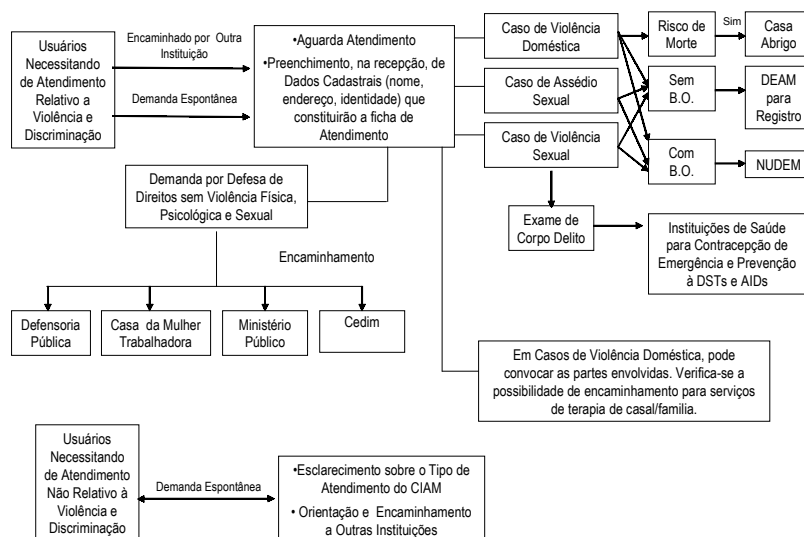 Usuários
Necessitando
de Atendimento
Relativo a
Violência e
Discriminação
Encaminhado por Outra
Instituição
Demanda Espontânea
•Aguarda Atendimento
•Preenchimento, na recepção, de
Dados Cadastrais (nome,
endereço, identidade) que
constituirão a ficha de
Atendimento
Caso de Violência
Doméstica
Caso de Assédio
Sexual
Caso de Violência
Sexual
Risco de
Morte
Sim
Casa
Abrigo
Sem
B.O.
DEAM
para
Registro
Com
B.O.
NUDEM
Exame de
Corpo Delito
Instituições de Saúde
para Contracepção de
Emergência e Prevenção
à DSTs e AIDs
Demanda por Defesa de
Direitos sem Violência Física,
Psicológica e Sexual
Encaminhamento
Defensoria
Pública
Casa da Mulher
Trabalhadora
Ministério
Público
Cedim
Em Casos de Violência Doméstica, pode
convocar as partes envolvidas. Verifica-se a
possibilidade de encaminhamento para serviços
de terapia de casal/familia.
Usuários
Necessitando
de Atendimento
Não Relativo à
Violência e
Discriminação
Demanda Espontânea
•Esclarecimento sobre o Tipo de
Atendimento do CIAM
• Orientação e Encaminhamento
a Outras Instituições